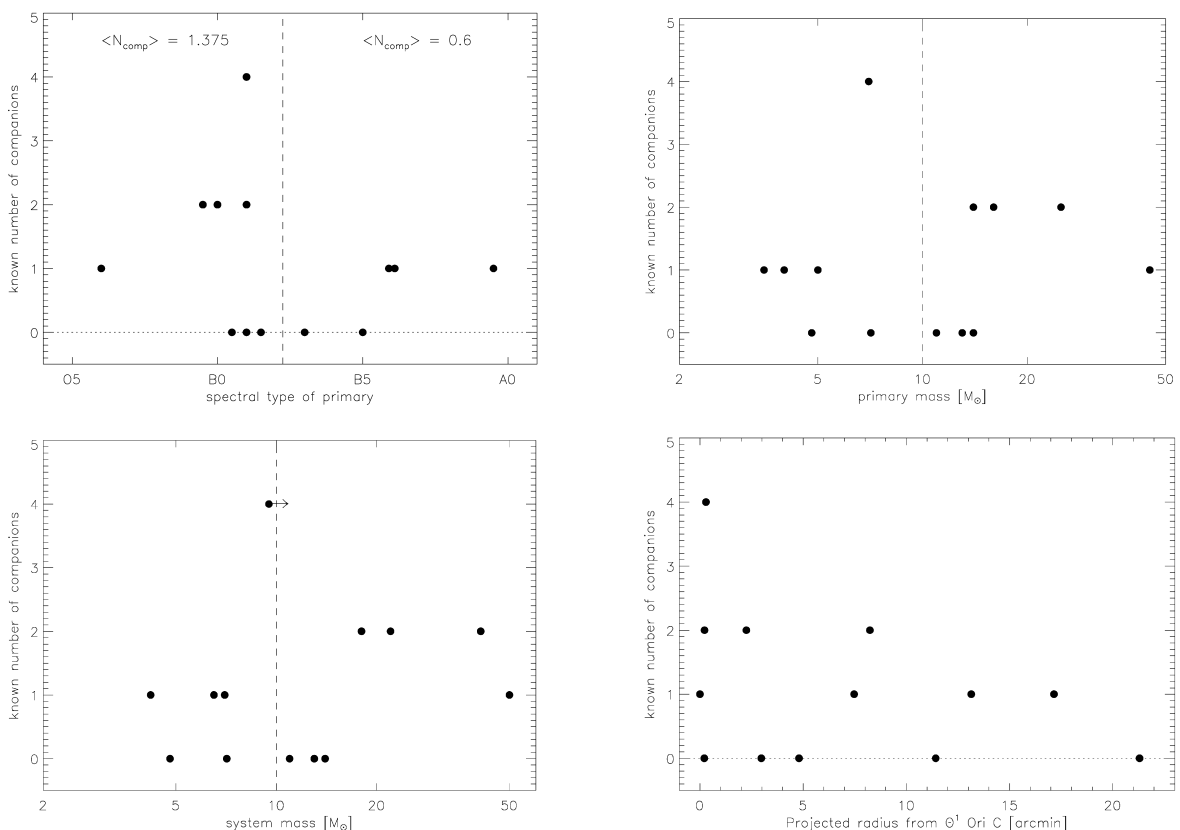 <N_comp> = 1.375
<N_comp> = 0.6
known number of companions
5
4
3
2
1
0
O5
B0
B5
A0
spectral type of primary
known number of companions
5
4
3
2
1
0
2
5
10
20
50
primary mass [M☉]
known number of companions
5
4
3
2
1
0
2
5
10
20
50
system mass [M☉]
known number of companions
5
4
3
2
1
0
0
5
10
15
20
Projected radius from Θ¹ Ori C [arcmin]